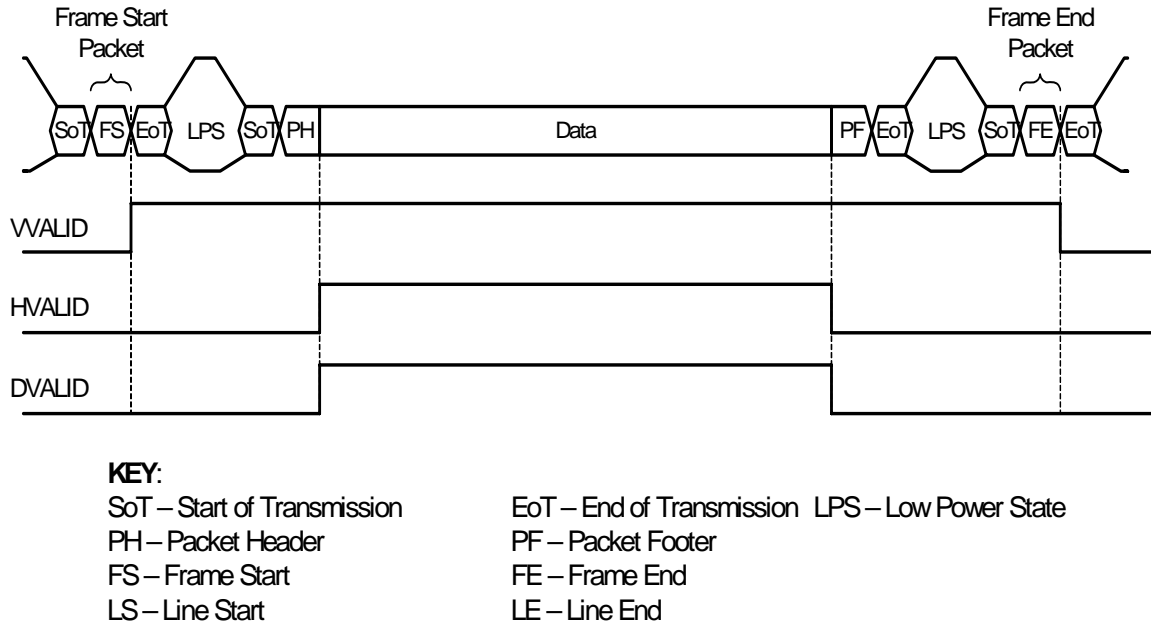 Frame Start Packet
Frame End Packet
SoT FS EoT LPS SoT PH Data PF EoT LPS SoT FE EoT
VVALID
HVALID
DVALID
KEY:
SoT – Start of Transmission EoT – End of Transmission LPS – Low Power State
PH – Packet Header PF – Packet Footer
FS – Frame Start FE – Frame End
LS – Line Start LE – Line End